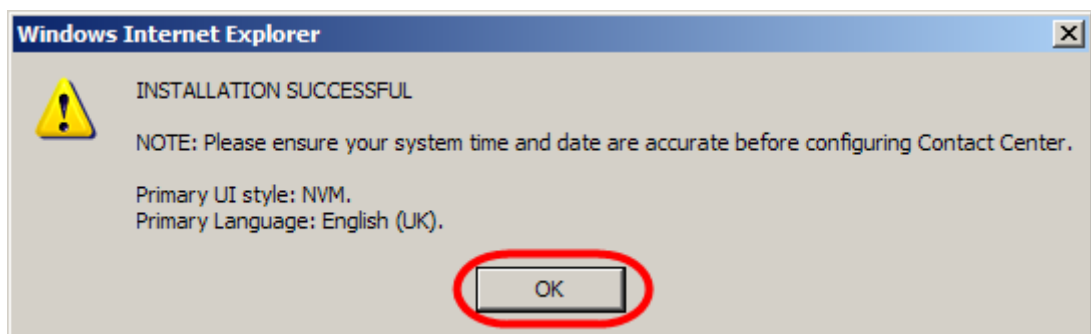 Windows Internet Explorer
INSTALLATION SUCCESSFUL
NOTE: Please ensure your system time and date are accurate before configuring Contact Center.
Primary UI style: NVM.
Primary Language: English (UK).
OK